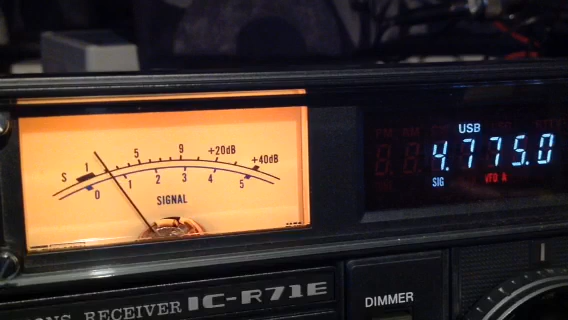 S 1 5 9 +20dB +40dB
0 1 2 3 4 5
SIGNAL
USB
4.775.0
SIG VFO A
RECEIVER IC-R71E
DIMMER